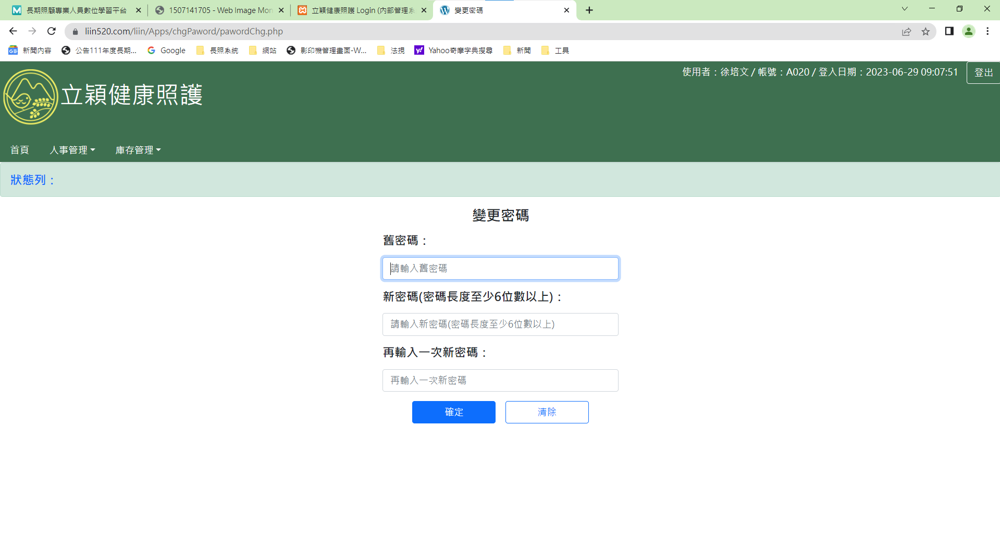 長期照顧專業人員數位學習平台
1507141705 - Web Image Mon
立穎健康照護 Login (內部管理系
變更密碼
liin520.com/liin/Apps/chgPaword/pawordChg.php
新聞內容
公告111年度長期...
Google
長照系統
網站
影印機管理畫面-W...
法規
Yahoo奇摩字典搜尋
新聞
工具
使用者：徐培文 / 帳號：A020 / 登入日期：2023-06-29 09:07:51
登出
立穎健康照護
首頁
人事管理
庫存管理
狀態列：
變更密碼
舊密碼：
請輸入舊密碼
新密碼(密碼長度至少6位數以上)：
請輸入新密碼(密碼長度至少6位數以上)
再輸入一次新密碼：
再輸入一次新密碼
確定
清除